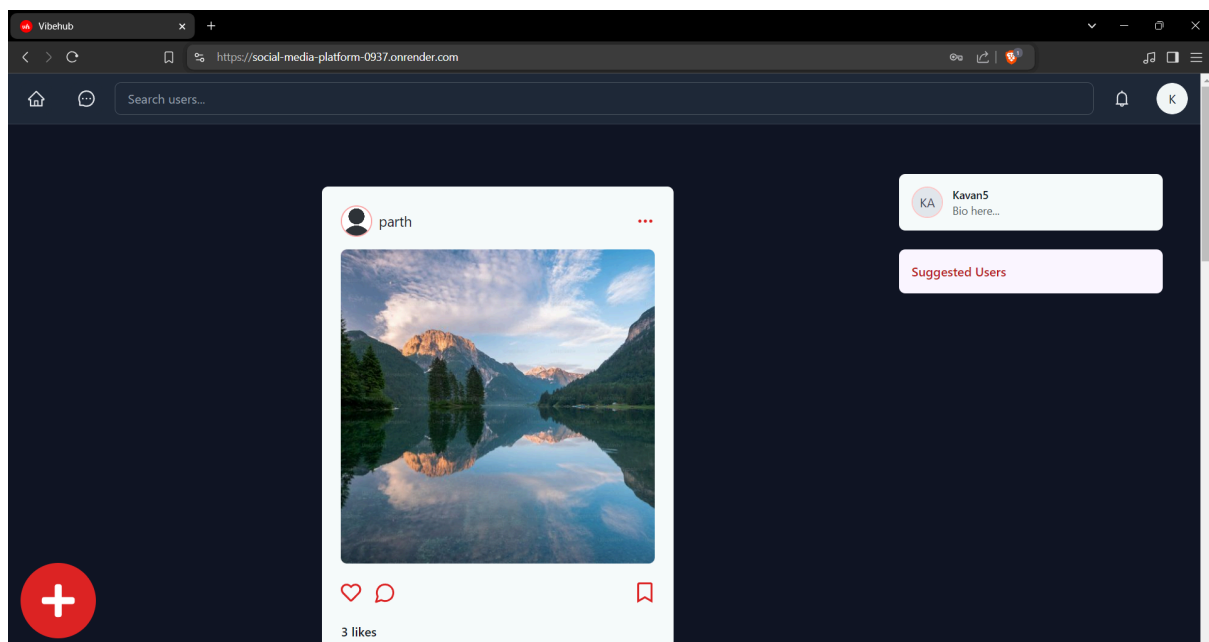 Vibehub
https://social-media-platform-0937.onrender.com
Search users...
K
parth
KA
Kavan5
Bio here...
Suggested Users
3 likes